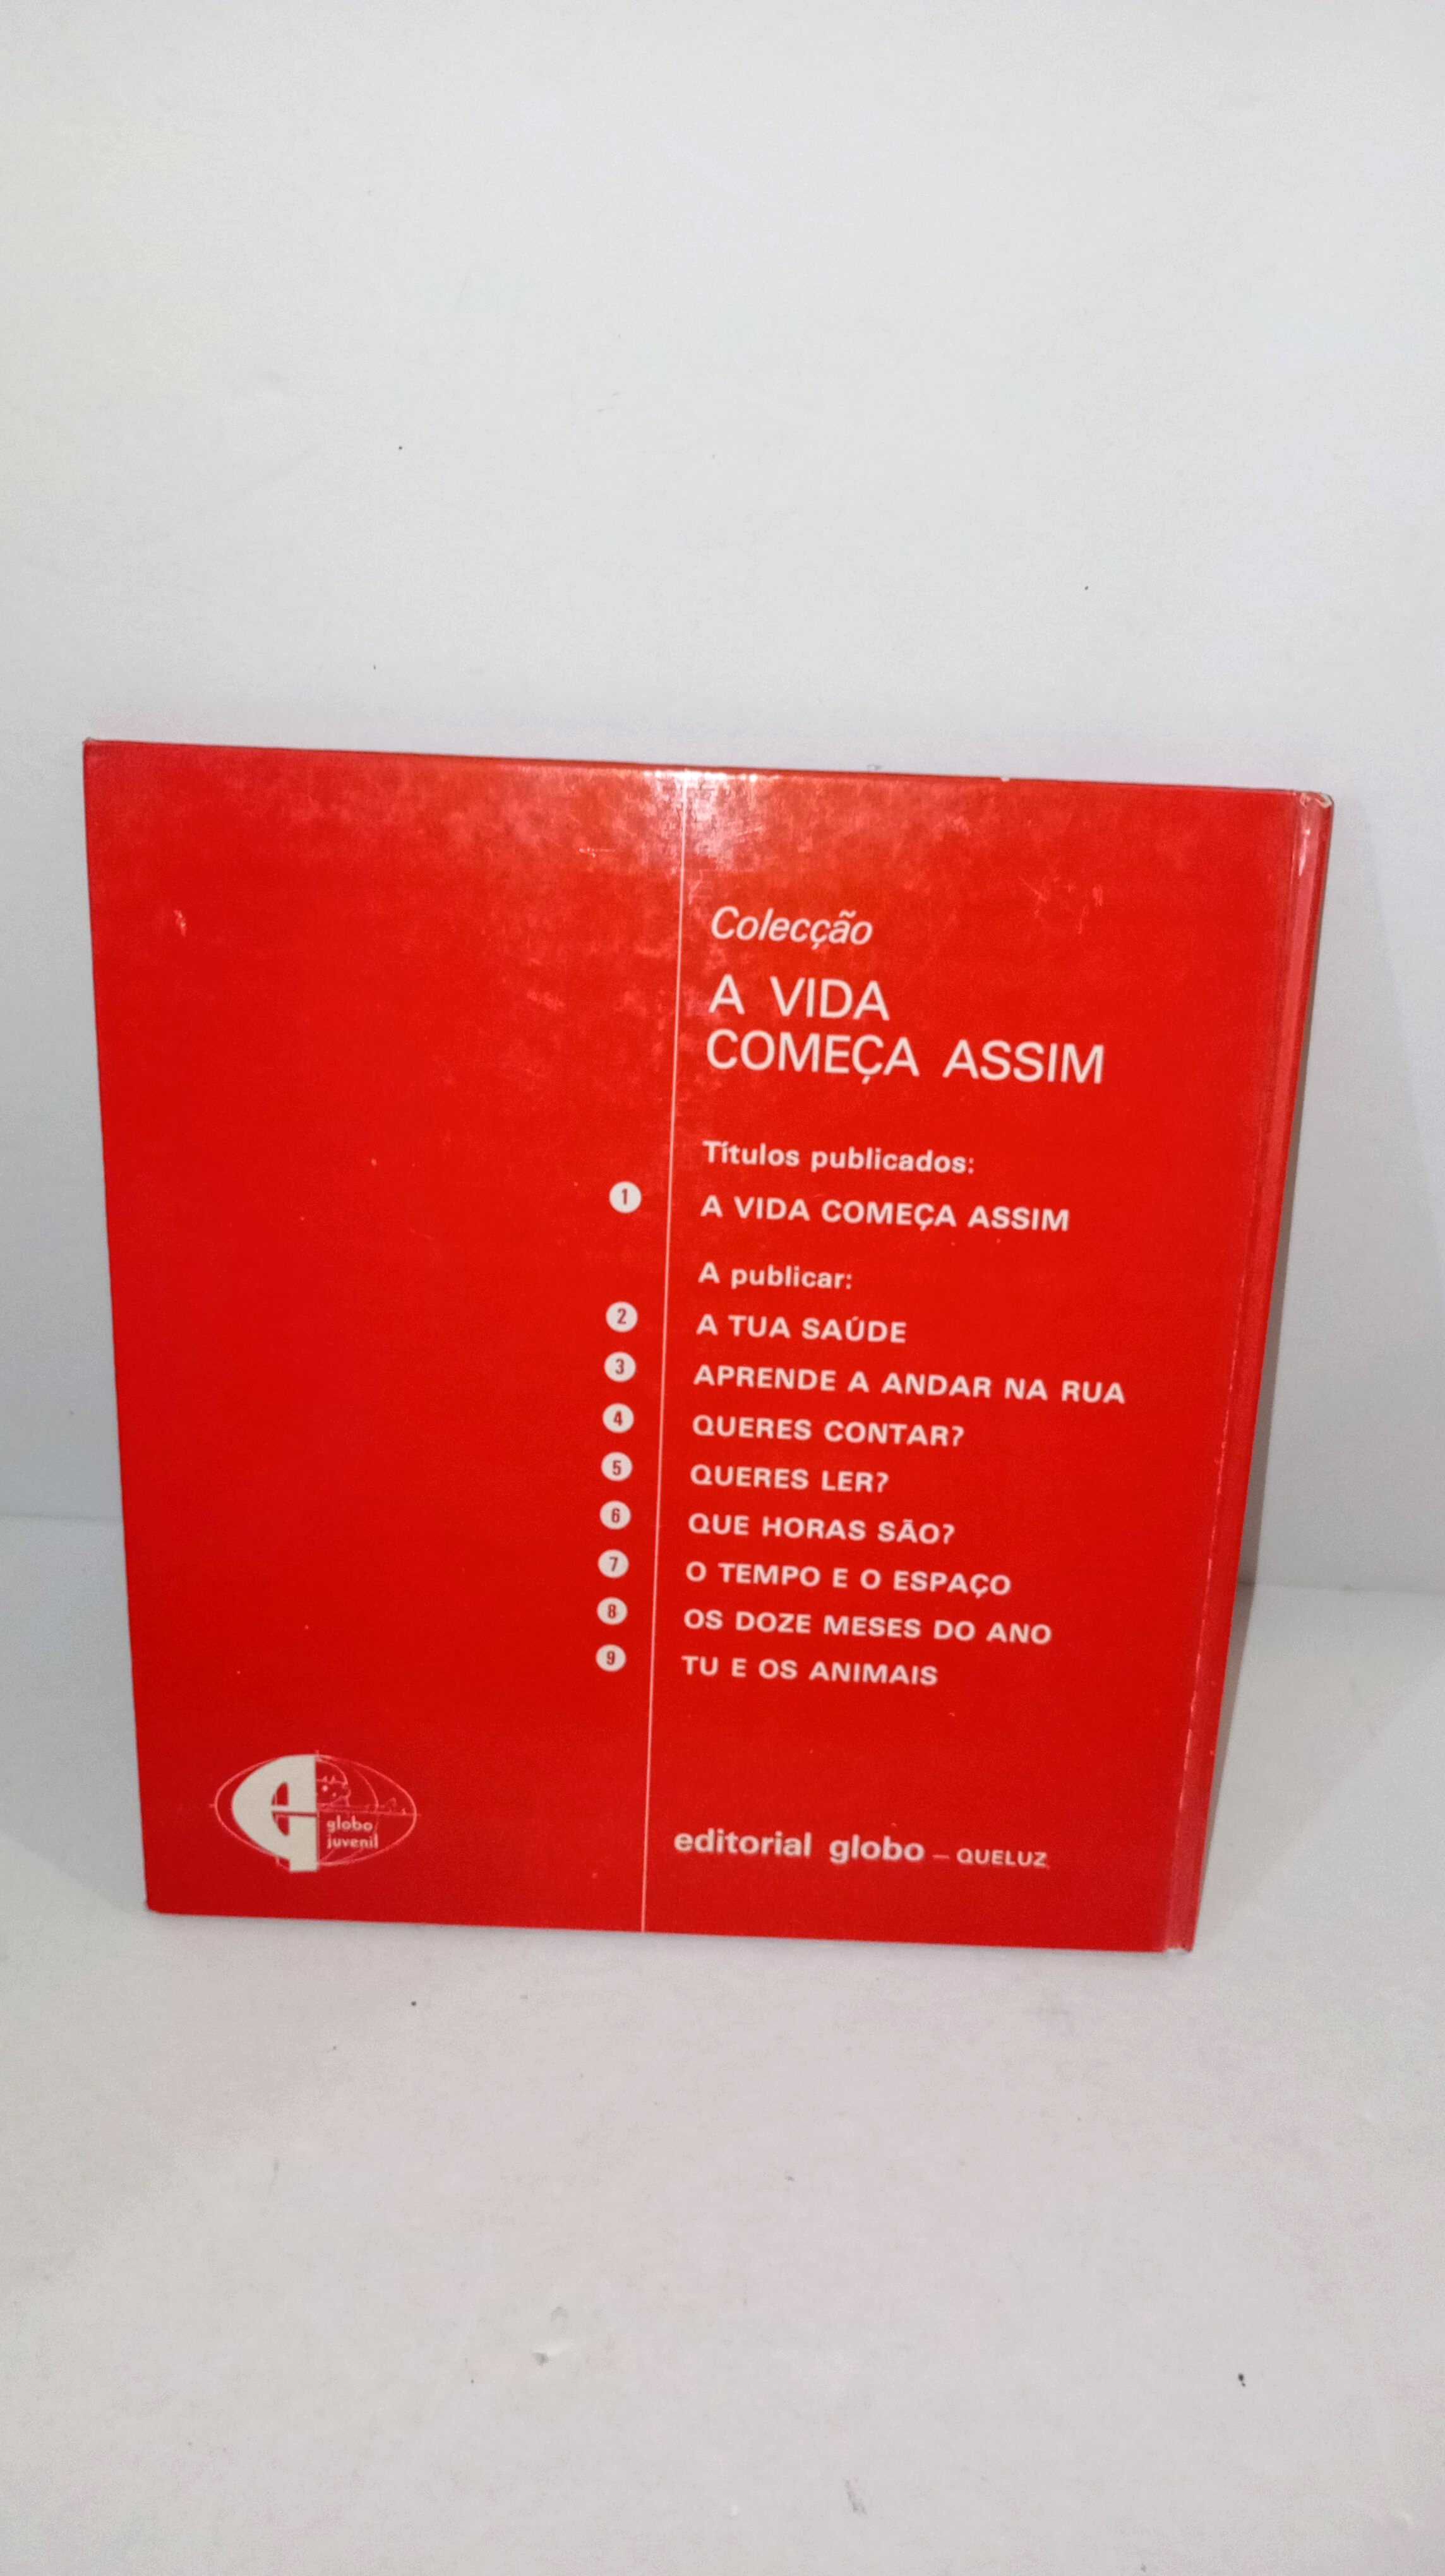 Colecção
A VIDA
COMEÇA ASSIM
Títulos publicados:
1 A VIDA COMEÇA ASSIM
A publicar:
2 A TUA SAÚDE
3 APRENDE A ANDAR NA RUA
4 QUERES CONTAR?
5 QUERES LER?
6 QUE HORAS SÃO?
7 O TEMPO E O ESPAÇO
8 OS DOZE MESES DO ANO
9 TU E OS ANIMAIS
globo
juvenil
editorial globo – QUELUZ